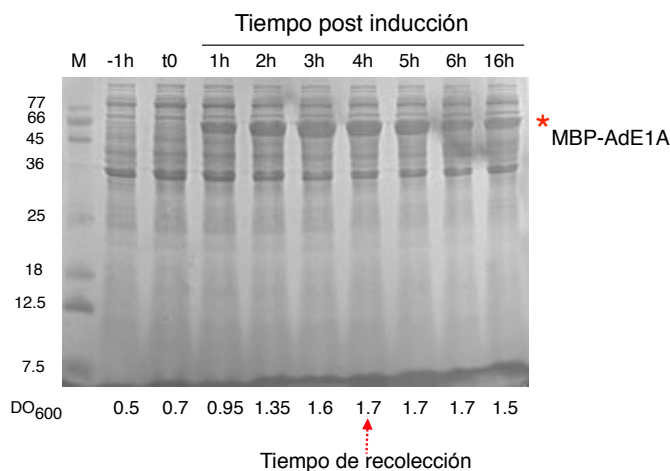 Tiempo post inducción
M -1h t0 1h 2h 3h 4h 5h 6h 16h
77
66
* MBP-AdE1A
45
36
25
18
12.5
7.5
DO600 0.5 0.7 0.95 1.35 1.6 1.7 1.7 1.7 1.5
Tiempo de recolección